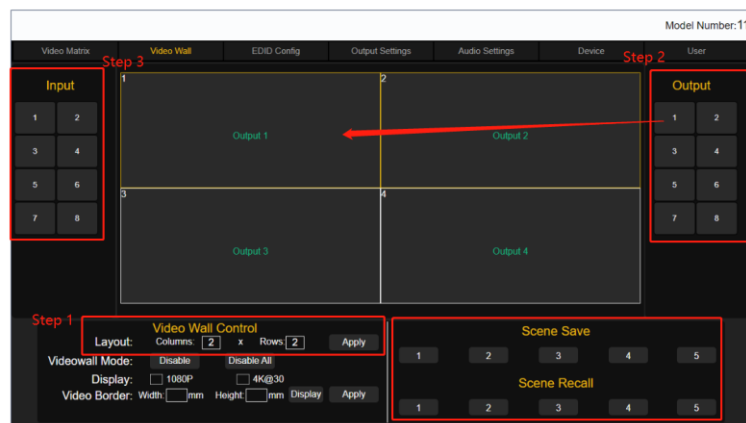 Model Number:11
Video Matrix Video Wall EDID Config Output Settings Audio Settings Device User
Step 3
Step 2
Input
1 2
3 4
5 6
7 8
1 2
Output 1 Output 2
3 4
Output 3 Output 4
Output
1 2
3 4
5 6
7 8
Step 1
Video Wall Control
Layout: Columns: 2 x Rows: 2 Apply
Videowall Mode: Disable Disable All
Display: 1080P 4K@30
Video Border: Width: mm Height: mm Display Apply
Scene Save
1 2 3 4 5
Scene Recall
1 2 3 4 5